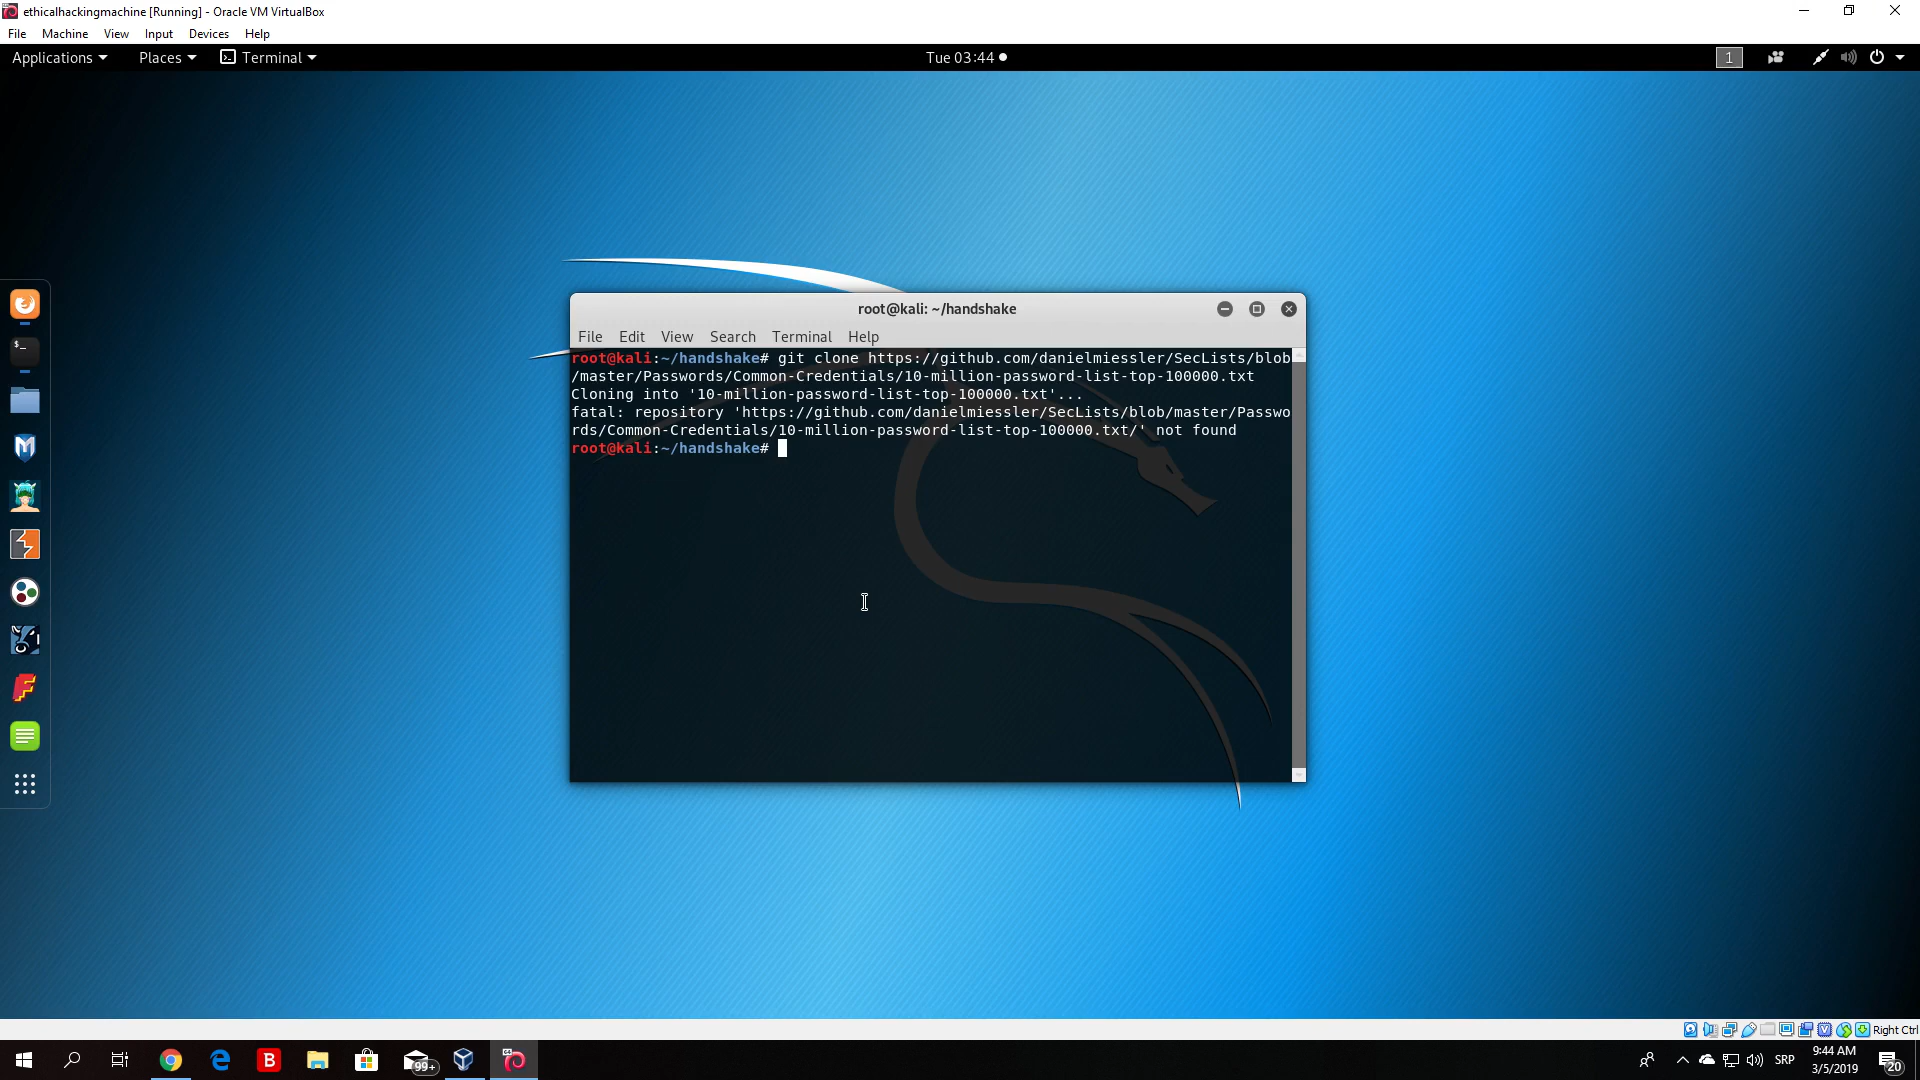 ethicalhackingmachine [Running] - Oracle VM VirtualBox
File Machine View Input Devices Help
Applications Places Terminal Tue 03:44 1
root@kali: ~/handshake
File Edit View Search Terminal Help
root@kali:~/handshake# git clone https://github.com/danielmiessler/SecLists/blob
/master/Passwords/Common-Credentials/10-million-password-list-top-100000.txt
Cloning into '10-million-password-list-top-100000.txt'...
fatal: repository 'https://github.com/danielmiessler/SecLists/blob/master/Passwo
rds/Common-Credentials/10-million-password-list-top-100000.txt/' not found
root@kali:~/handshake#
Right Ctrl
B 99+ SRP 9:44 AM
3/5/2019 20